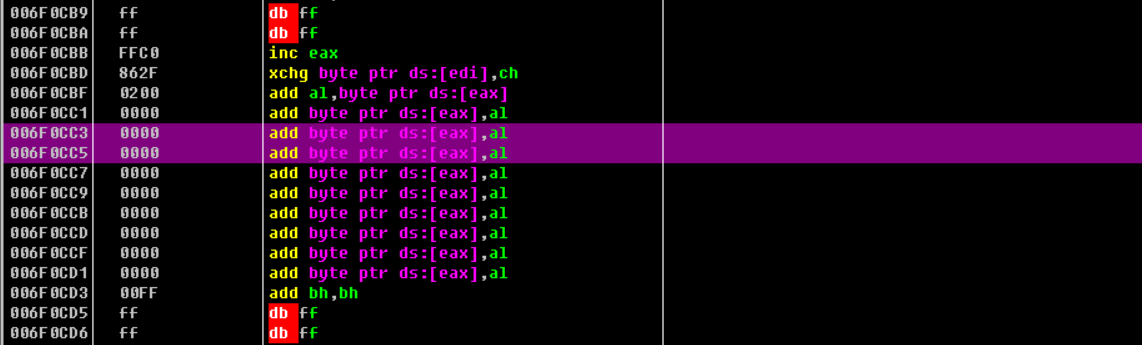 006F0CB9 ff db ff
006F0CBA ff db ff
006F0CBB FFC0 inc eax
006F0CBD 862F xchg byte ptr ds:[edi],ch
006F0CBF 0200 add al,byte ptr ds:[eax]
006F0CC1 0000 add byte ptr ds:[eax],al
006F0CC3 0000 add byte ptr ds:[eax],al
006F0CC5 0000 add byte ptr ds:[eax],al
006F0CC7 0000 add byte ptr ds:[eax],al
006F0CC9 0000 add byte ptr ds:[eax],al
006F0CCB 0000 add byte ptr ds:[eax],al
006F0CCD 0000 add byte ptr ds:[eax],al
006F0CCF 0000 add byte ptr ds:[eax],al
006F0CD1 0000 add byte ptr ds:[eax],al
006F0CD3 00FF add bh,bh
006F0CD5 ff db ff
006F0CD6 ff db ff